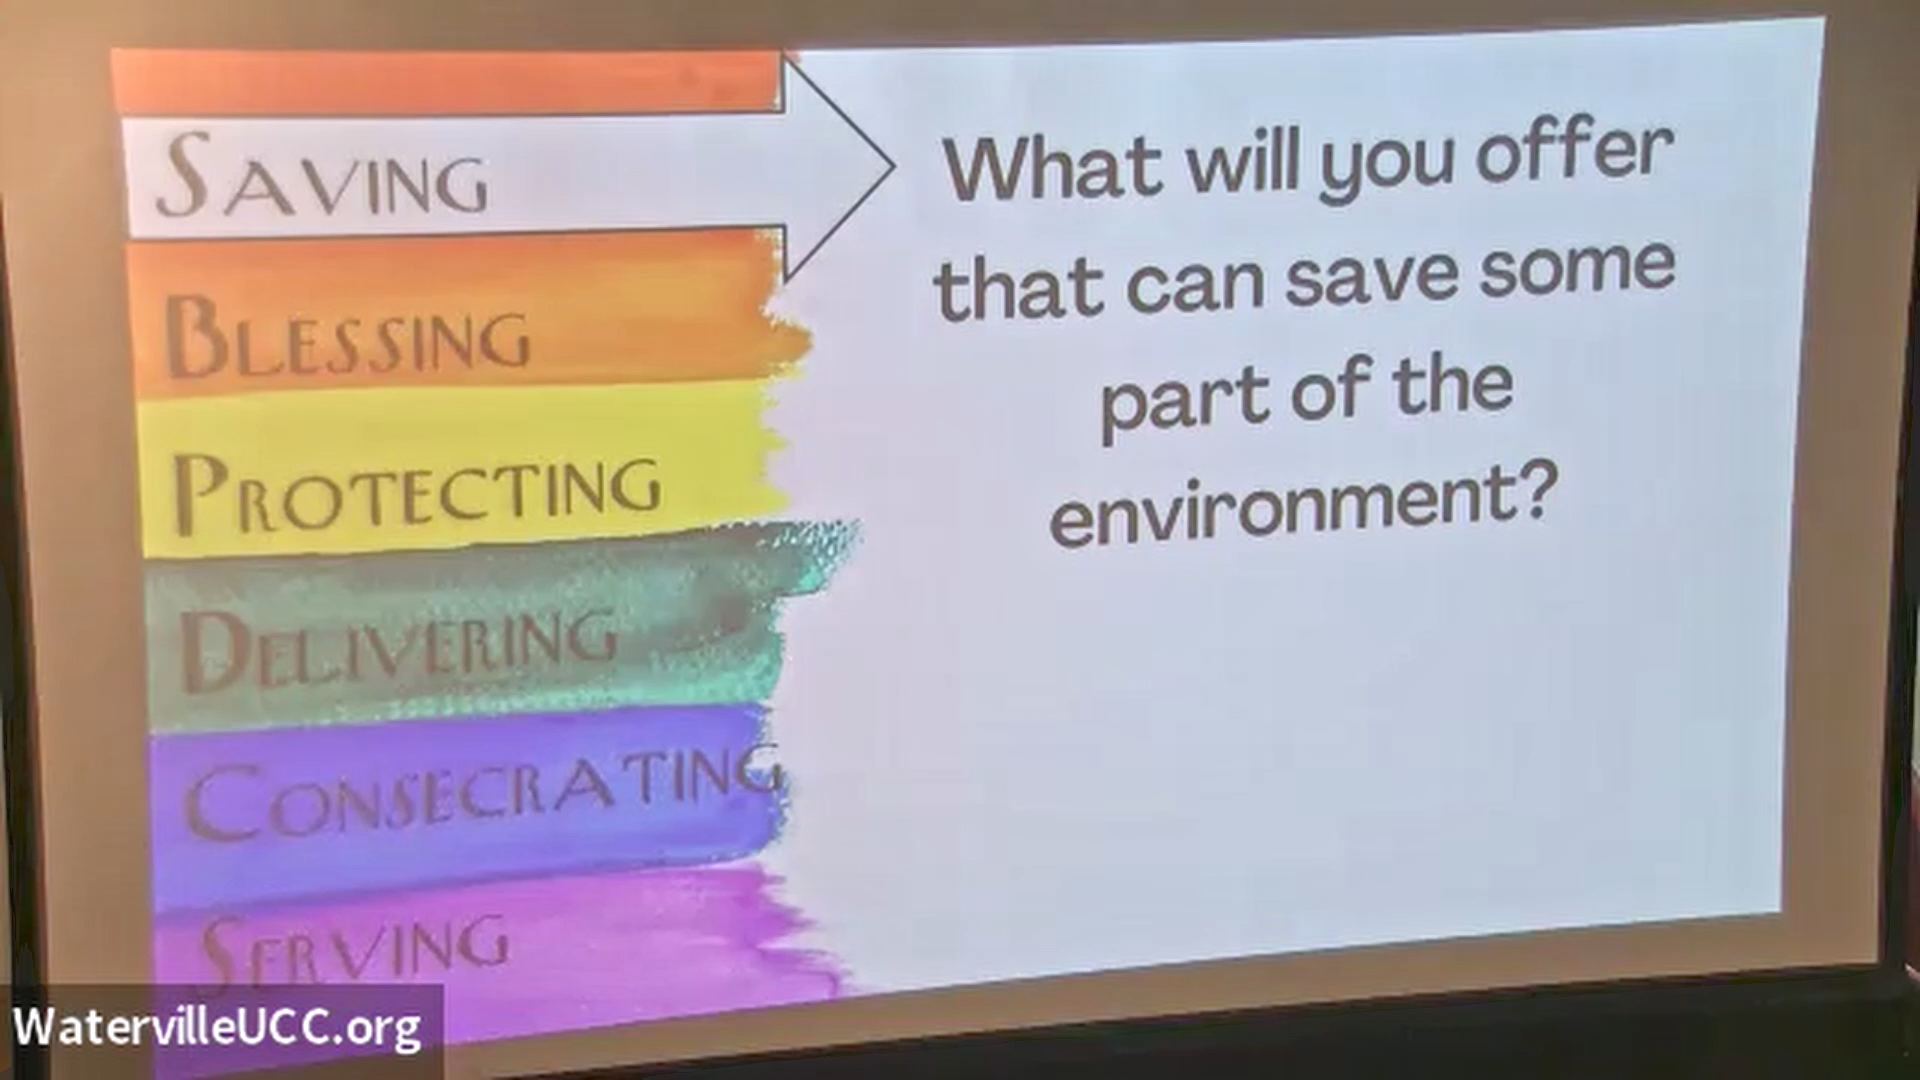 SAVING
What will you offer
that can save some
part of the
environment?
BLESSING
PROTECTING
DELIVERING
CONSECRATING
SERVING
WatervilleUCC.org